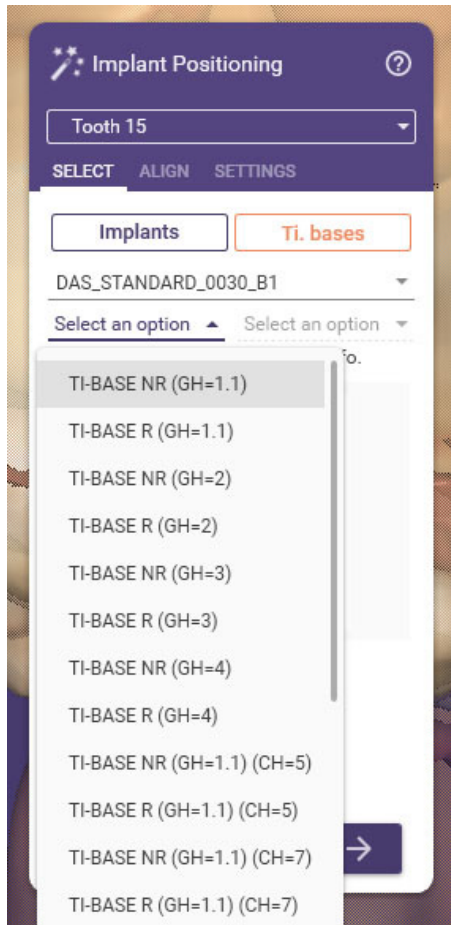 Implant Positioning
Tooth 15
SELECT ALIGN SETTINGS
Implants Ti. bases
DAS_STANDARD_0030_B1
Select an option Select an option
fo.
TI-BASE NR (GH=1.1)
TI-BASE R (GH=1.1)
TI-BASE NR (GH=2)
TI-BASE R (GH=2)
TI-BASE NR (GH=3)
TI-BASE R (GH=3)
TI-BASE NR (GH=4)
TI-BASE R (GH=4)
TI-BASE NR (GH=1.1) (CH=5)
TI-BASE R (GH=1.1) (CH=5)
TI-BASE NR (GH=1.1) (CH=7)
TI-BASE R (GH=1.1) (CH=7)